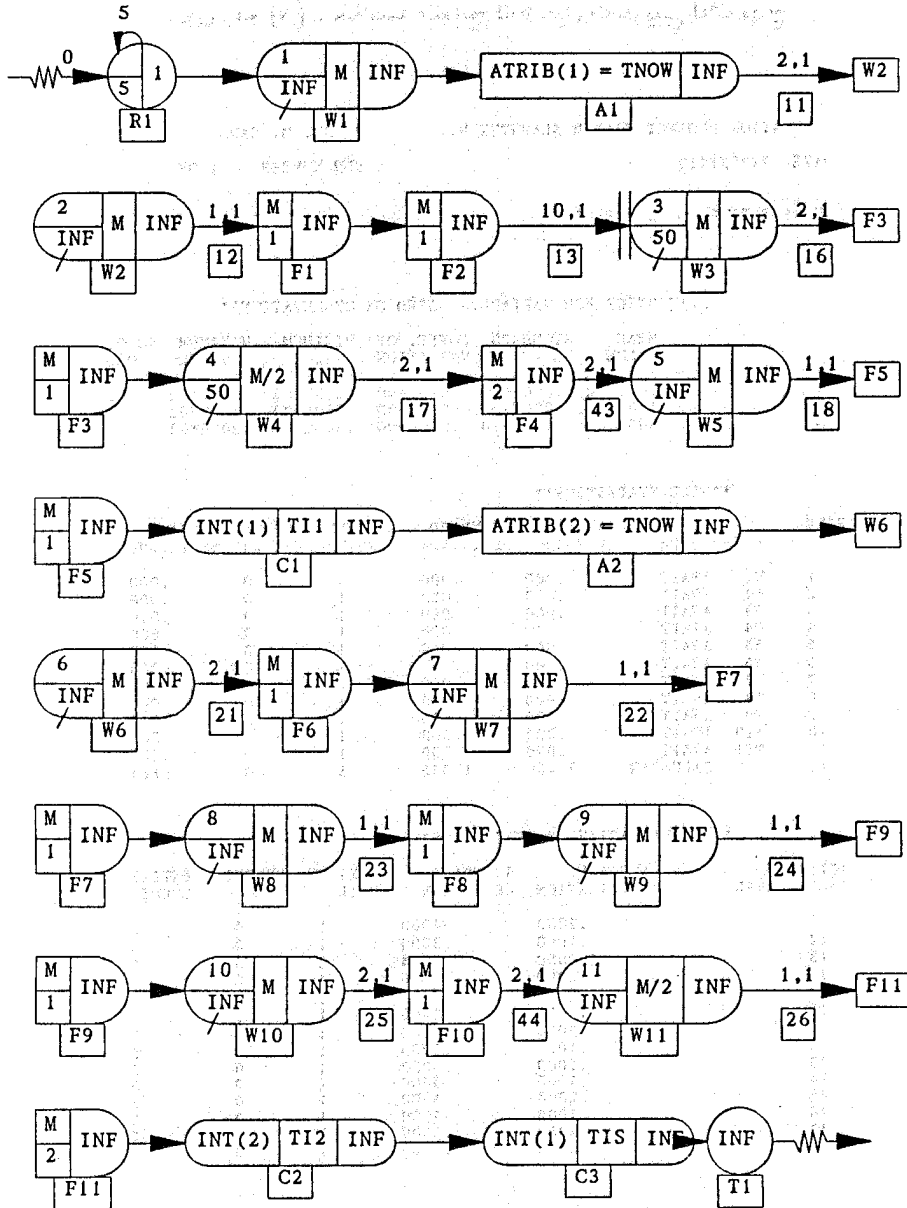 5
0
5 1
R1
1 INF M INF
W1
ATRIB(1) = TNOW INF
A1
2,1
11
W2
2 INF M INF
W2
1,1
12
M 1 INF
F1
M 1 INF
F2
10,1
13
3 50 M INF
W3
2,1
16
F3
M 1 INF
F3
4 50 M/2 INF
W4
2,1
17
M 2 INF
F4
2,1
43
5 INF M INF
W5
1,1
18
F5
M 1 INF
F5
INT(1) TI1 INF
C1
ATRIB(2) = TNOW INF
A2
W6
6 INF M INF
W6
2,1
21
M 1 INF
F6
7 INF M INF
W7
1,1
22
F7
M 1 INF
F7
8 INF M INF
W8
1,1
23
M 1 INF
F8
9 INF M INF
W9
1,1
24
F9
M 1 INF
F9
10 INF M INF
W10
2,1
25
M 1 INF
F10
2,1
44
11 INF M/2 INF
W11
1,1
26
F11
M 2 INF
F11
INT(2) TI2 INF
C2
INT(1) TIS INF
C3
INF
T1